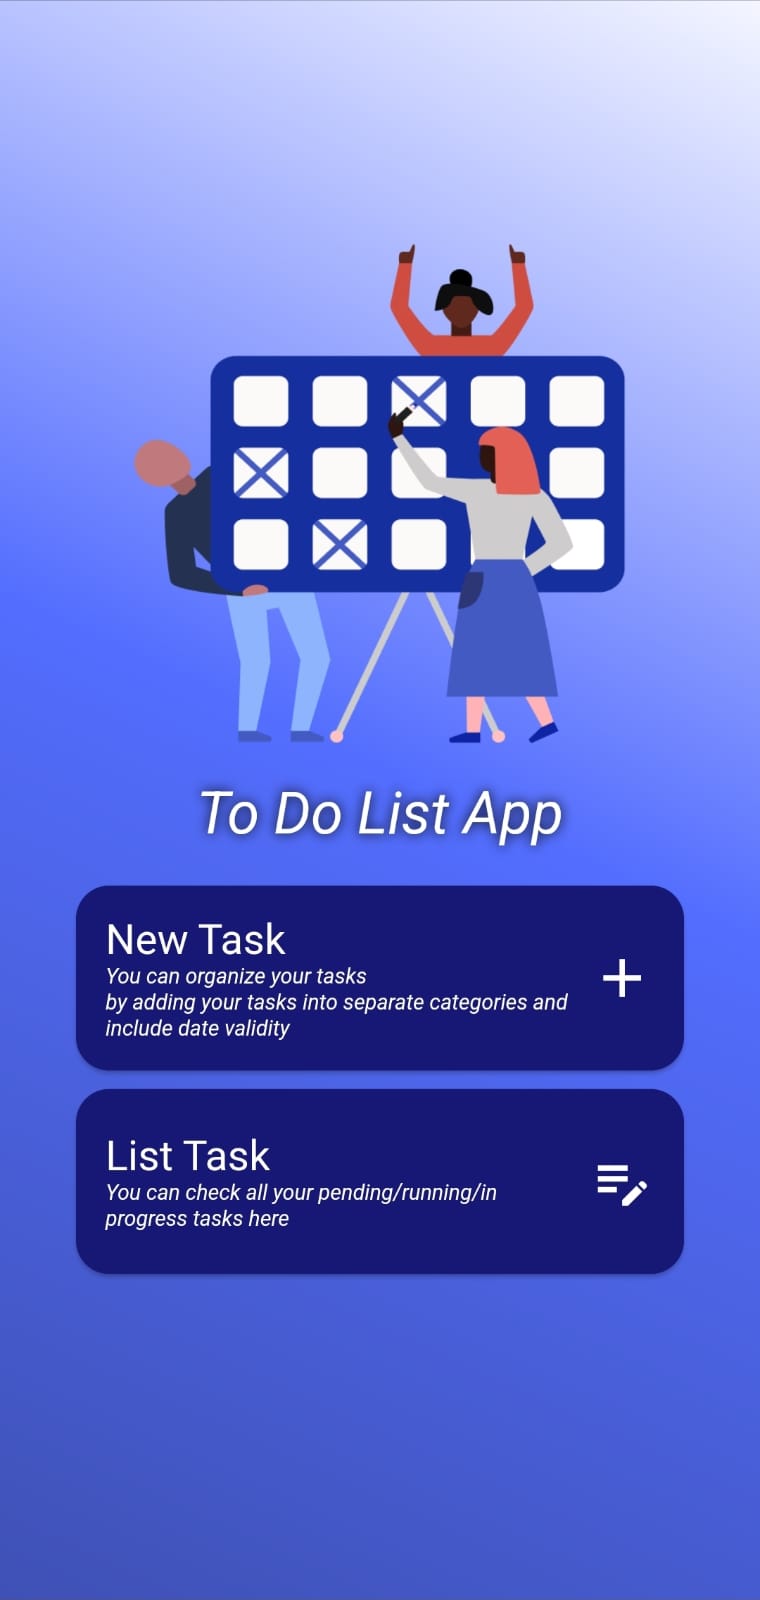 To Do List App
New Task
You can organize your tasks
by adding your tasks into separate categories and
include date validity
List Task
You can check all your pending/running/in
progress tasks here